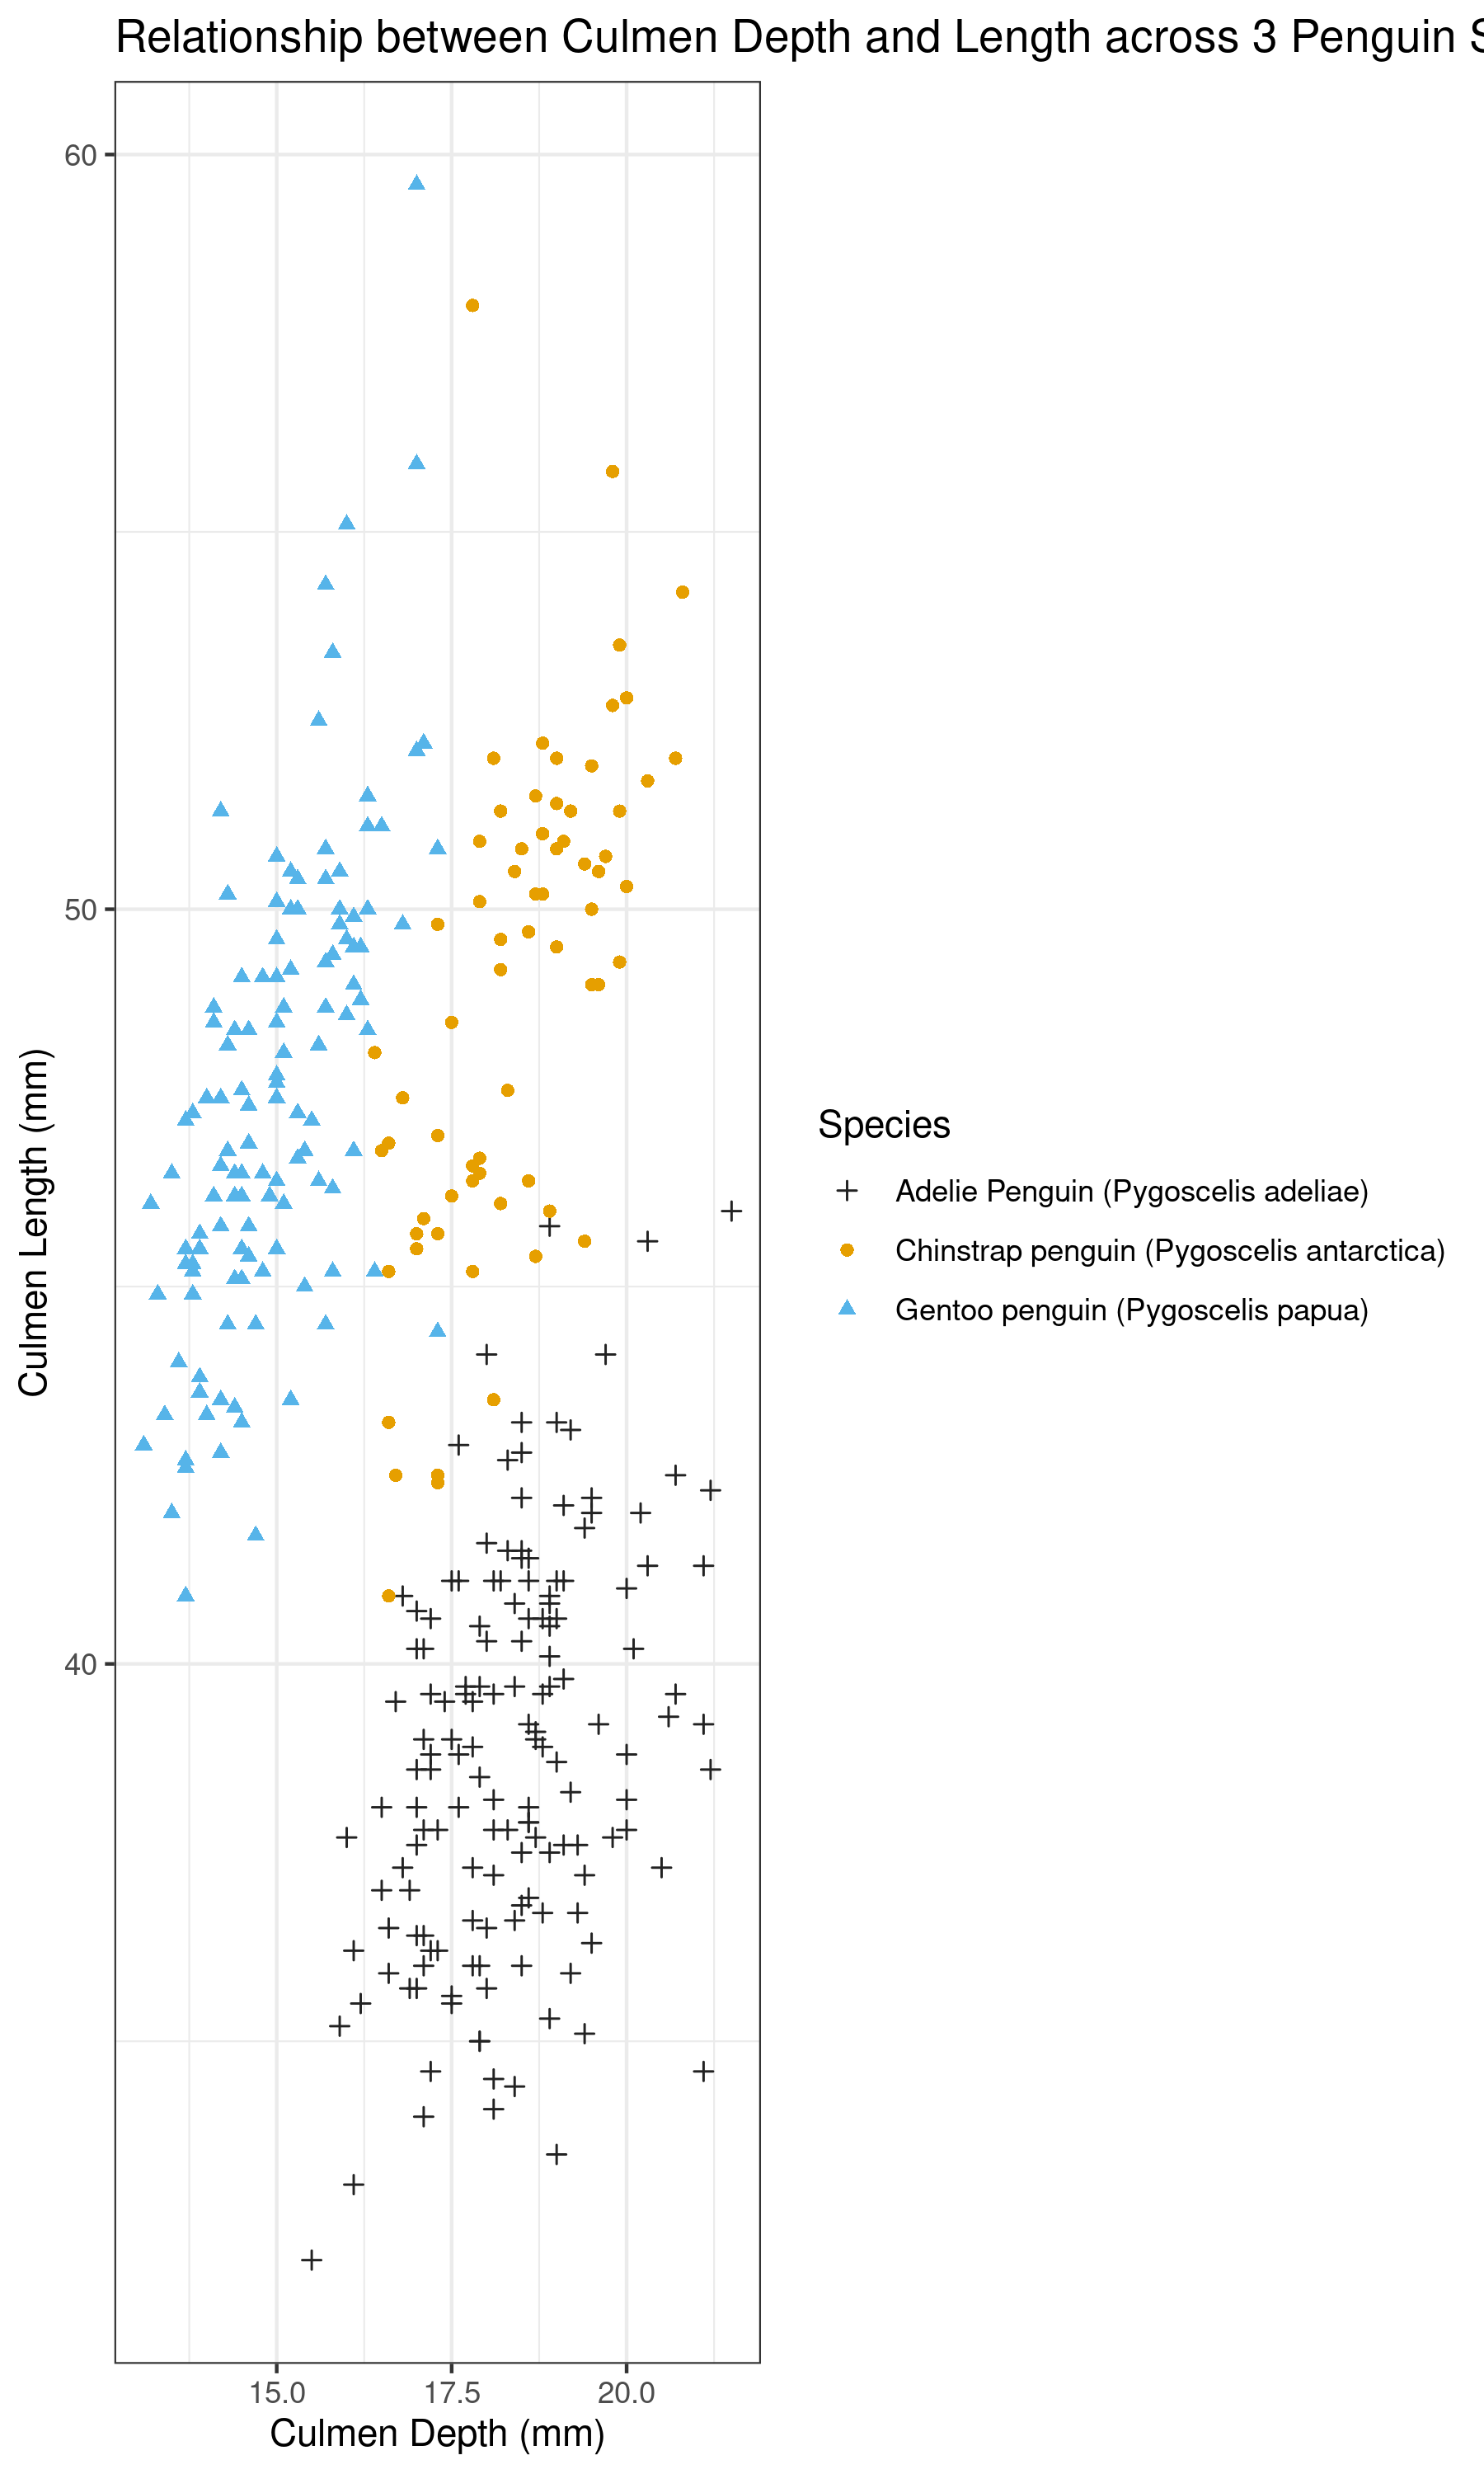 Relationship between Culmen Depth and Length across 3 Penguin
60
50
40
Culmen Length (mm)
15.0
17.5
20.0
Culmen Depth (mm)
Species
Adelie Penguin (Pygoscelis adeliae)
Chinstrap penguin (Pygoscelis antarctica)
Gentoo penguin (Pygoscelis papua)